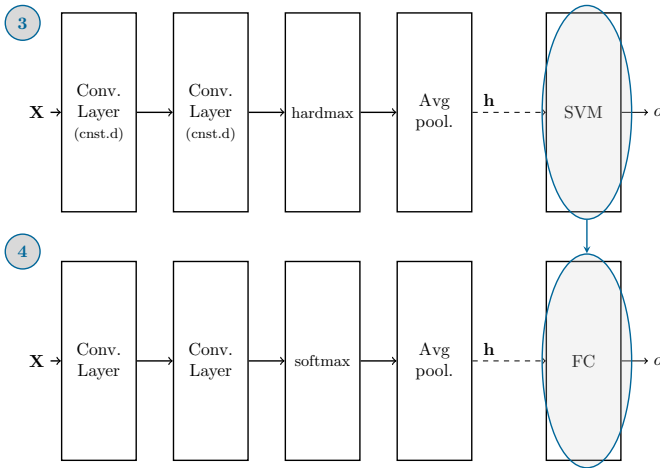 3
X
Conv.
Layer
(cnst.d)
Conv.
Layer
(cnst.d)
hardmax
Avg
pool.
h
SVM
o
4
X
Conv.
Layer
Conv.
Layer
softmax
Avg
pool.
h
FC
o